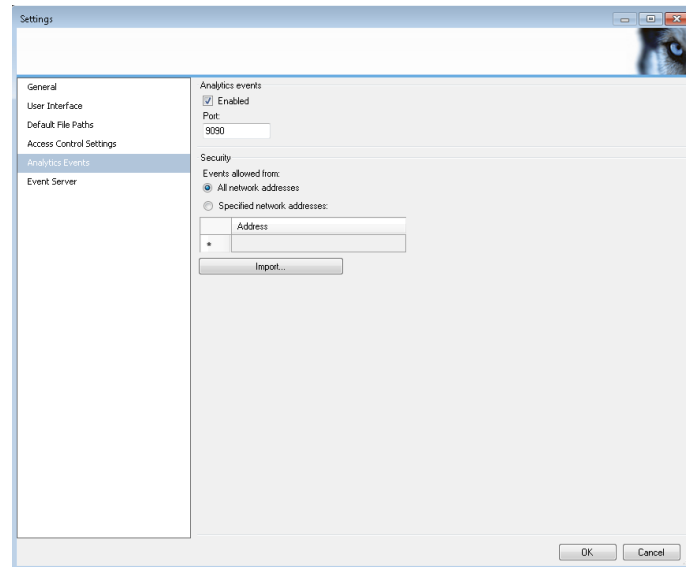 Settings
General
User Interface
Default File Paths
Access Control Settings
Analytics Events
Event Server
Analytics events
Enabled
Port:
9090
Security
Events allowed from:
All network addresses
Specified network addresses:
Address
Import...
OK
Cancel